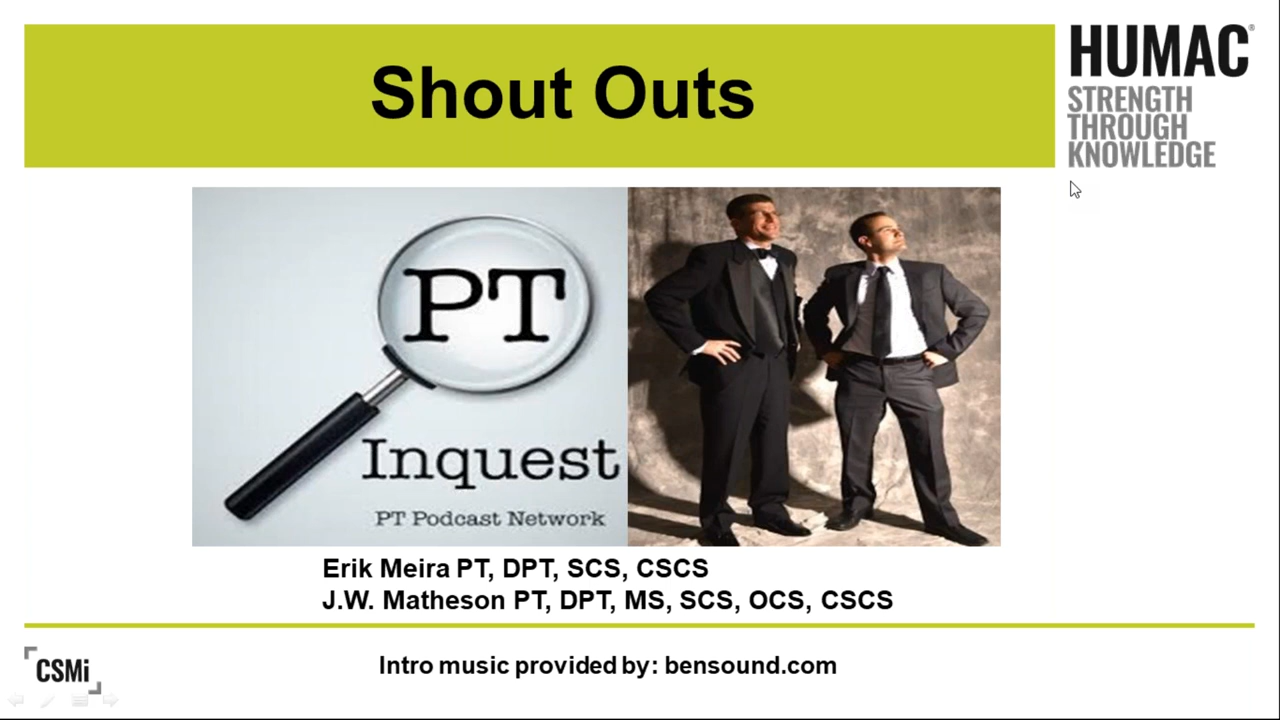 Shout Outs
HUMAC®
STRENGTH
THROUGH
KNOWLEDGE
PT
Inquest
PT Podcast Network
Erik Meira PT, DPT, SCS, CSCS
J.W. Matheson PT, DPT, MS, SCS, OCS, CSCS
CSMi
Intro music provided by: bensound.com